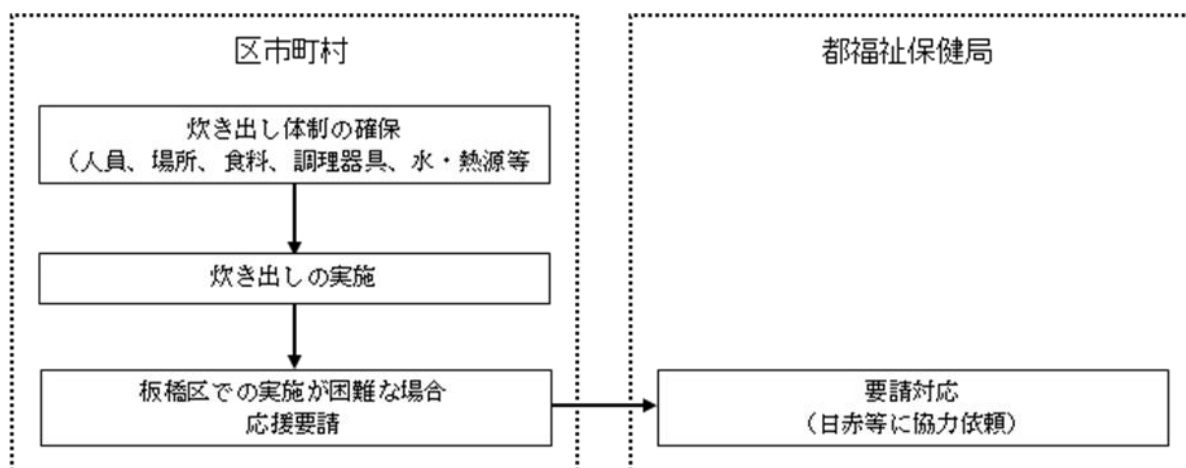 区市町村
炊き出し体制の確保
（人員、場所、食料、調理器具、水・熱源等
炊き出しの実施
板橋区での実施が困難な場合
応援要請
都福祉保健局
要請対応
（日赤等に協力依頼）